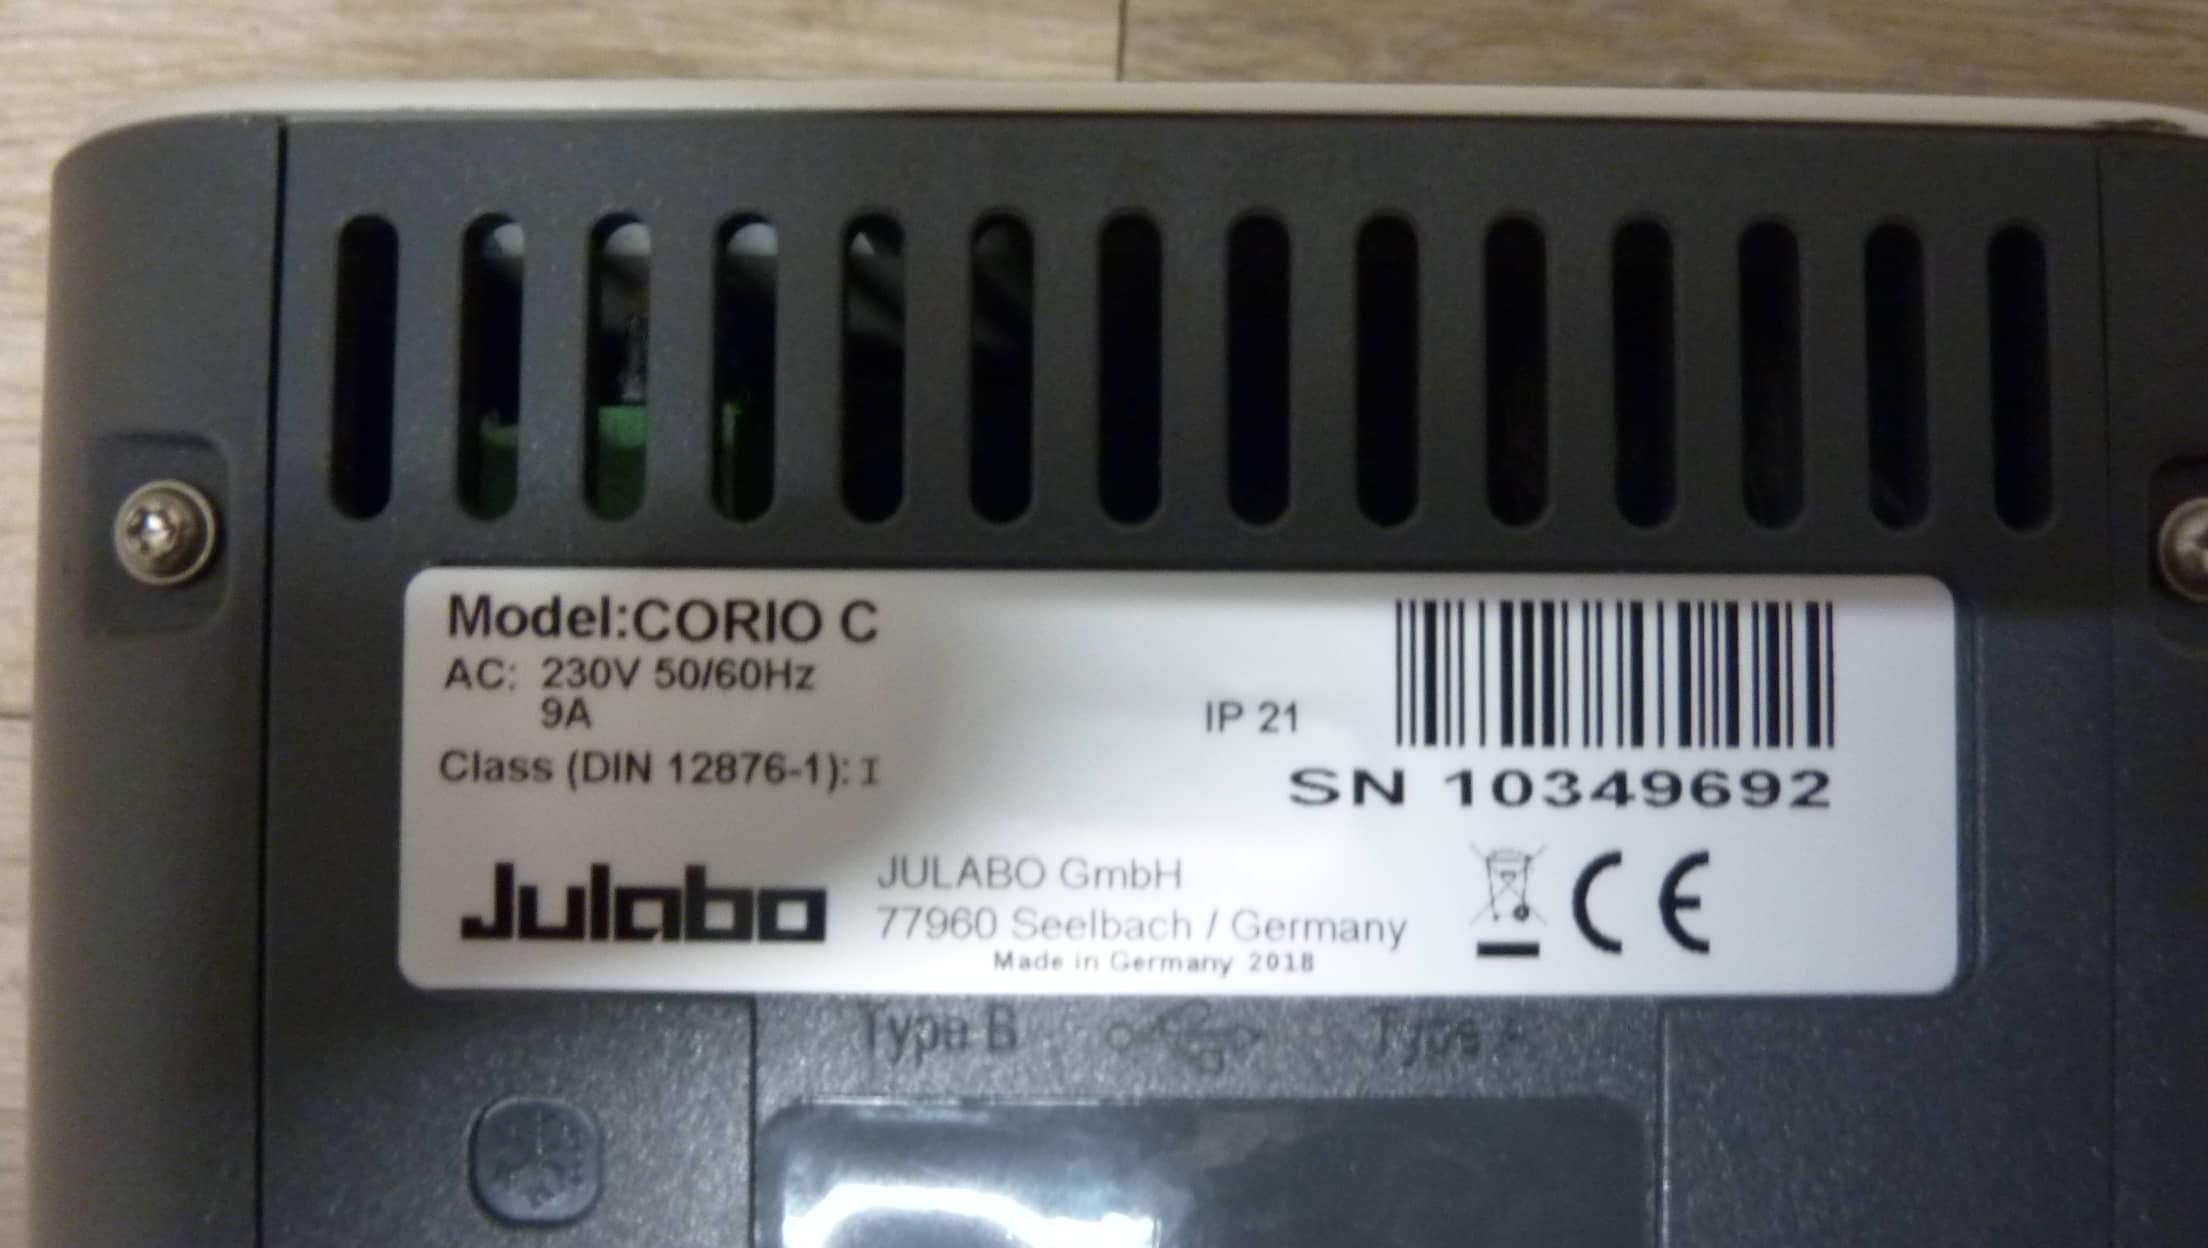 Model:CORIO C
AC: 230V 50/60Hz
9A
IP 21
Class (DIN 12876-1): I
SN 10349692
Julabo
JULABO GmbH
77960 Seelbach / Germany
Made in Germany 2018
CE
Type B
Type A